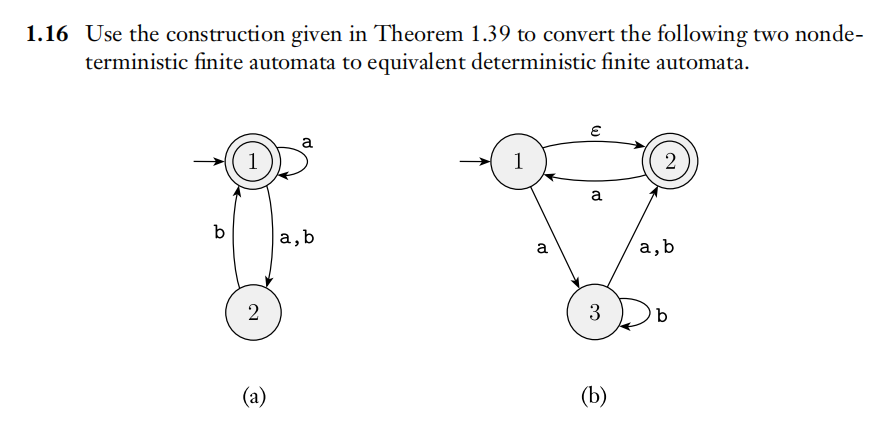 1.16 Use the construction given in Theorem 1.39 to convert the following two nonde-
terministic finite automata to equivalent deterministic finite automata.
ε
a
1
1
2
a
b
a,b
a
a,b
2
3
b
(a)
(b)